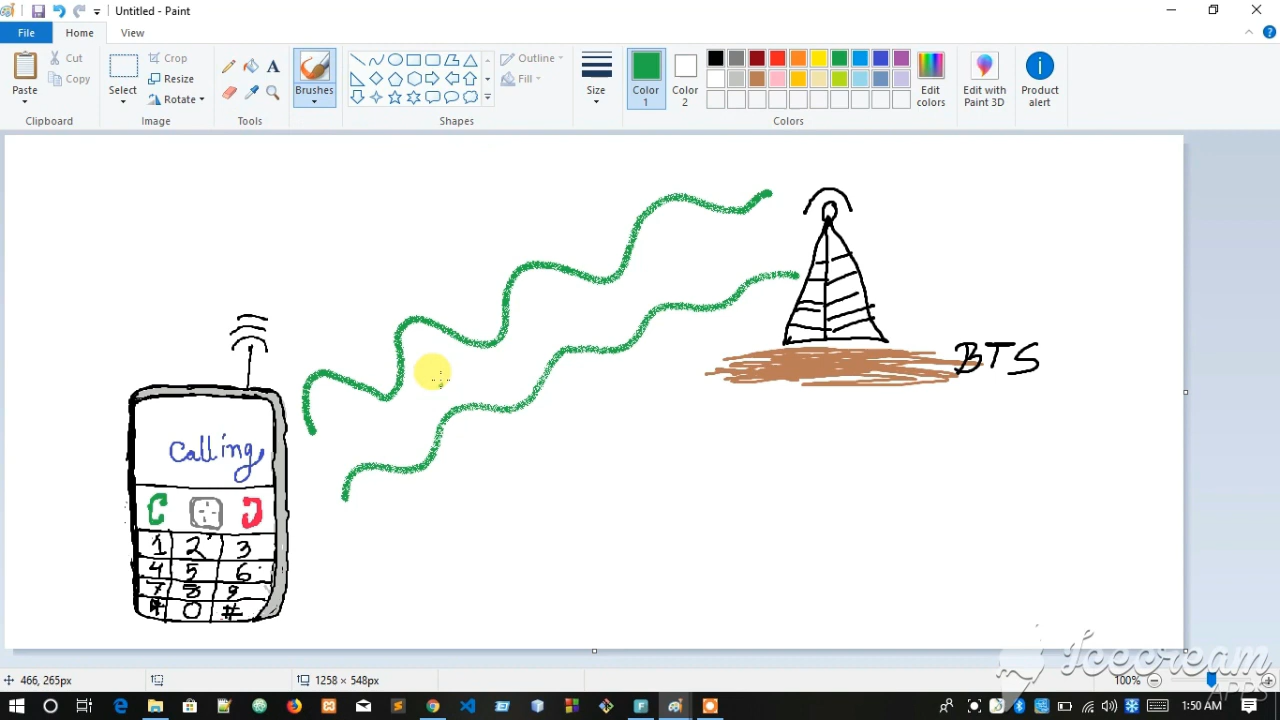 Untitled - Paint
File Home View
Paste
Cut
Copy
Clipboard
Select
Crop
Resize
Rotate
Image
A
Tools
Brushes
Outline
Fill
Shapes
Size
Color 1
Color 2
Edit colors
Colors
Edit with Paint 3D
Product alert
BTS
Calling
1 2 3
4 5 6
7 8 9
* 0 #
466, 265px
1258 × 548px
100%
Icecream
APPS
1:50 AM